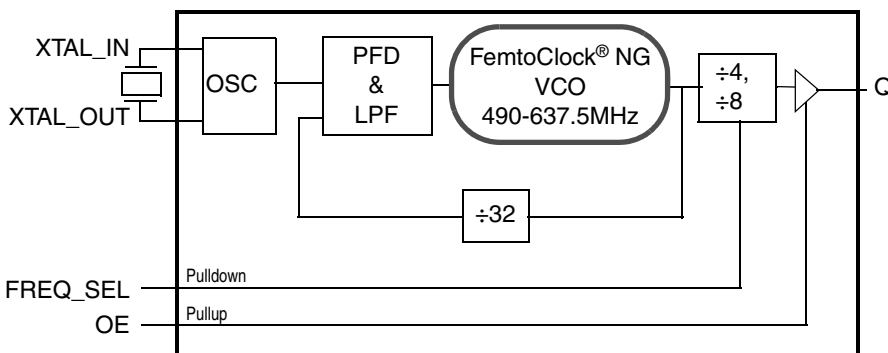 XTAL_IN
XTAL_OUT
OSC
PFD
&
LPF
FemtoClock® NG
VCO
490-637.5MHz
÷4,
÷8
Q
÷32
FREQ_SEL
Pulldown
OE
Pullup